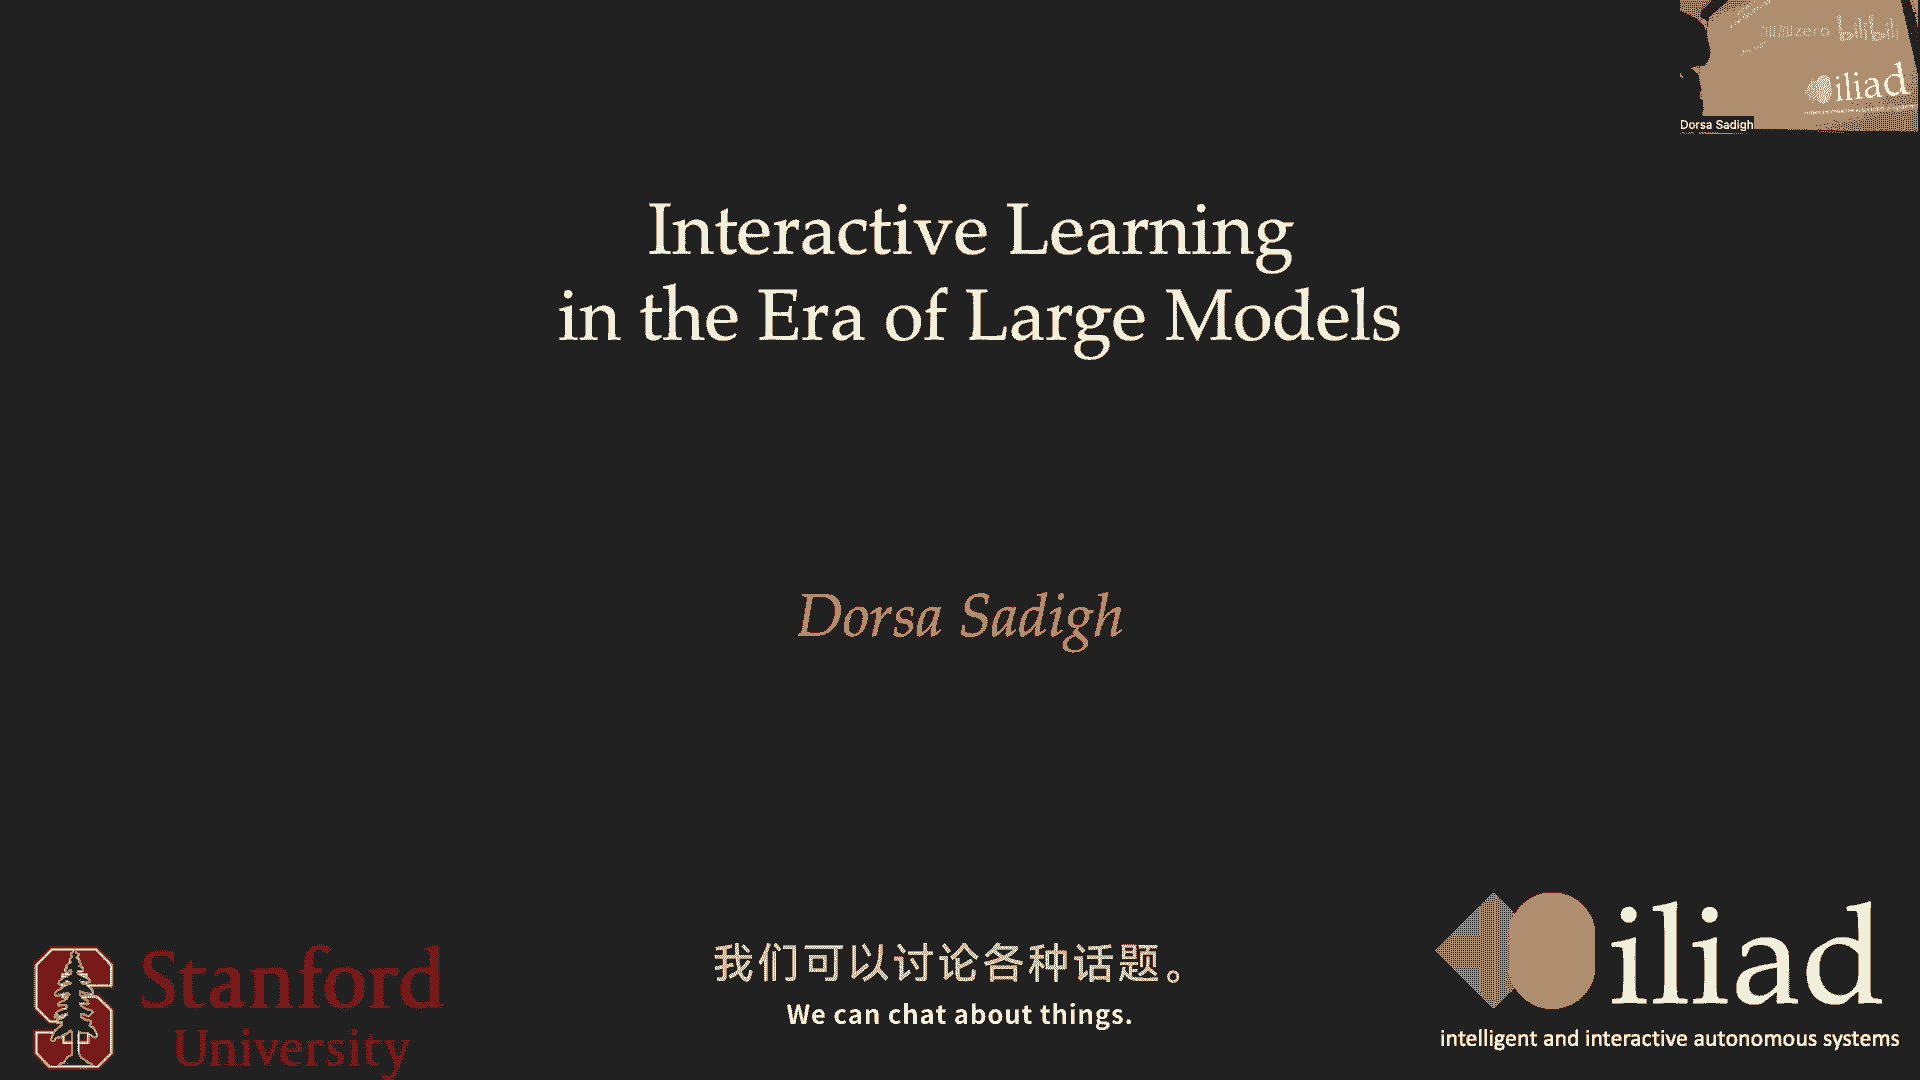 bilibili
iliad
Dorsa Sadigh
Interactive Learning
in the Era of Large Models
Dorsa Sadigh
Stanford
University
我们可以讨论各种话题。
We can chat about things.
iliad
intelligent and interactive autonomous systems